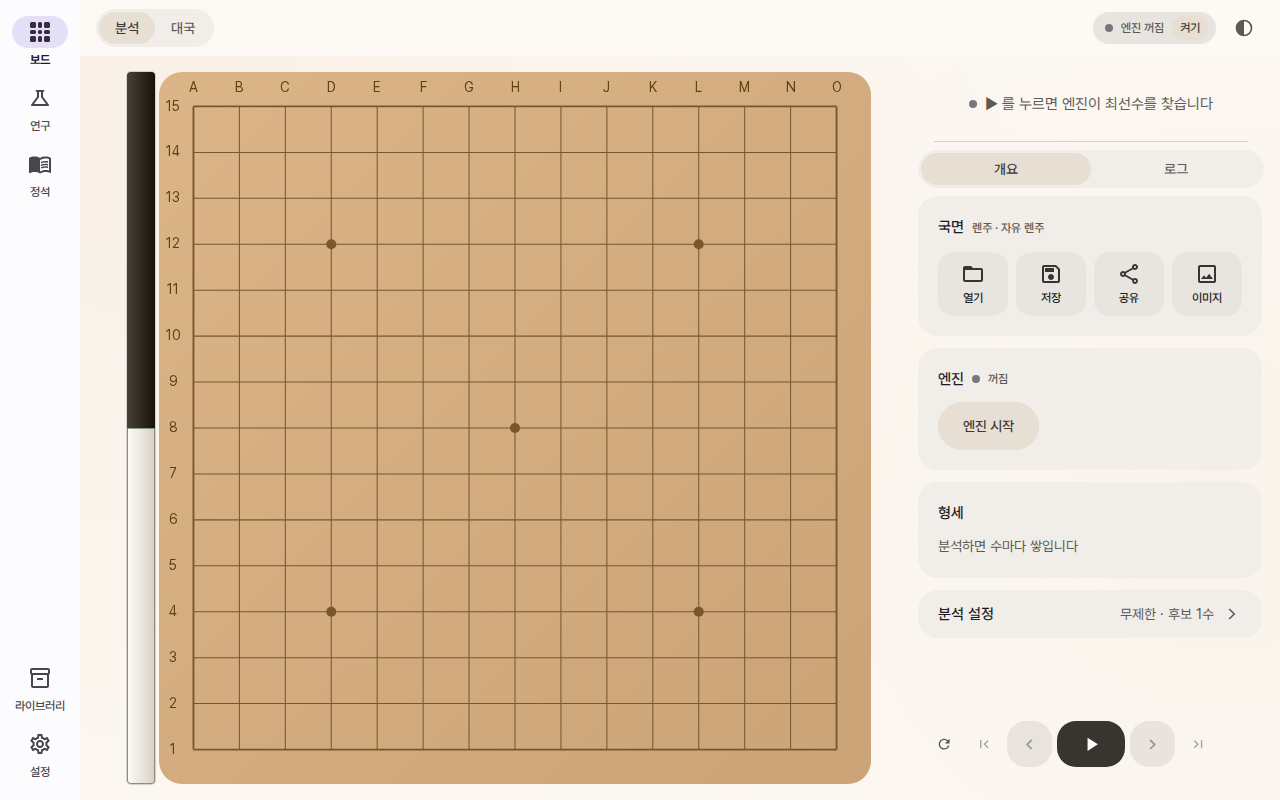 보드
연구
정석
라이브러리
설정
분석 대국
엔진 꺼짐 켜기
A B C D E F G H I J K L M N O
15
14
13
12
11
10
9
8
7
6
5
4
3
2
1
▶ 를 누르면 엔진이 최선수를 찾습니다
개요 로그
국면 렌주 · 자유 렌주
열기 저장 공유 이미지
엔진 꺼짐
엔진 시작
형세
분석하면 수마다 쌓입니다
분석 설정 무제한 · 후보 1수